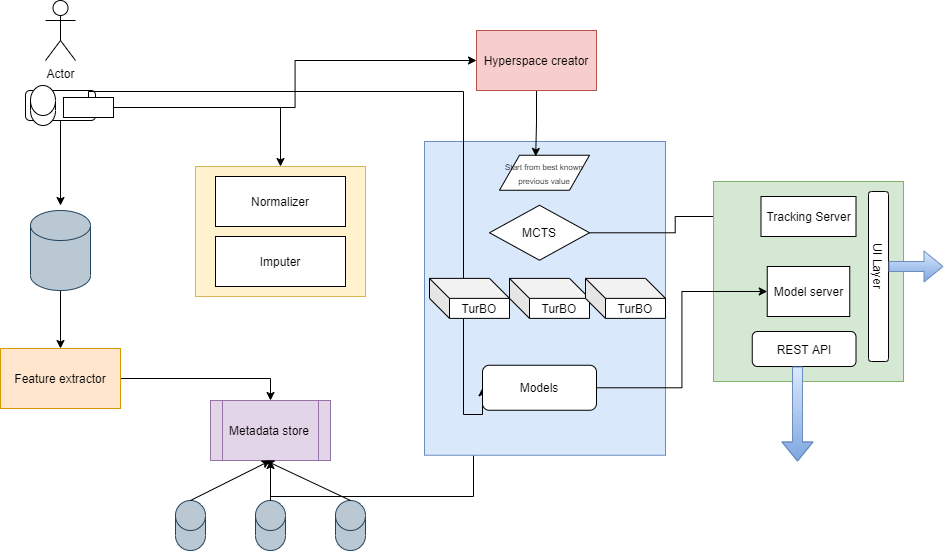 Actor
Hyperspace creator
Start from best known
previous value
Normalizer
Imputer
MCTS
Tracking Server
UI Layer
Model server
TurBO
TurBO
TurBO
REST API
Feature extractor
Models
Metadata store